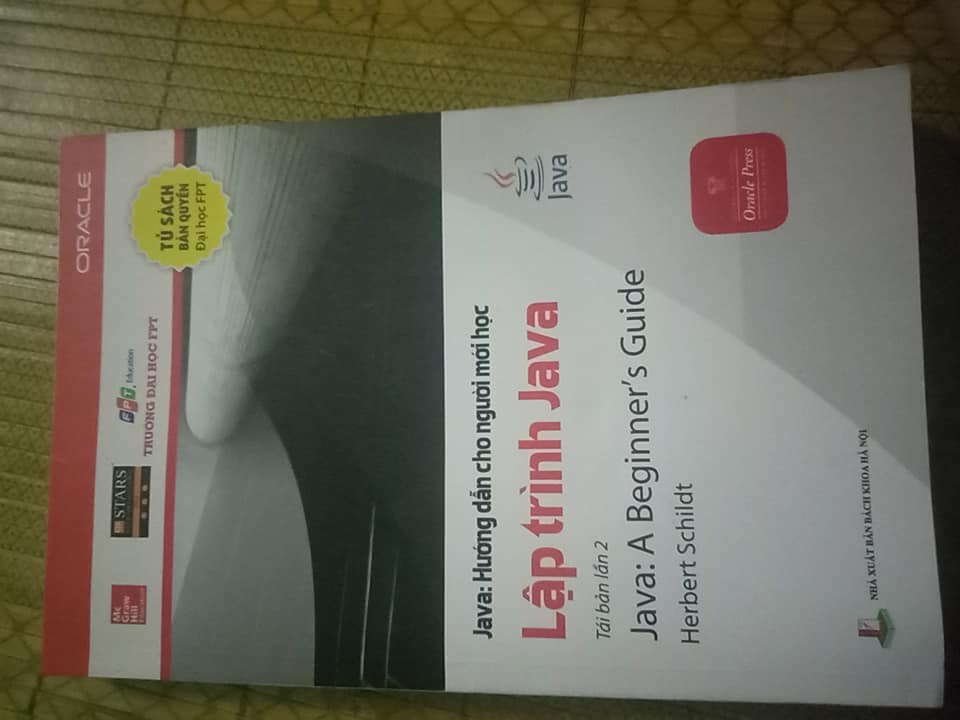 ORACLE
Mc
Graw
Hill
Education
STARS
FPT. Education
TRƯỜNG ĐẠI HỌC FPT
TỦ SÁCH
BẢN QUYỀN
Đại học FPT
Java: Hướng dẫn cho người mới học
Lập trình Java
Tái bản lần 2
Java: A Beginner's Guide
Herbert Schildt
Java
Oracle Press
NHÀ XUẤT BẢN BÁCH KHOA HÀ NỘI